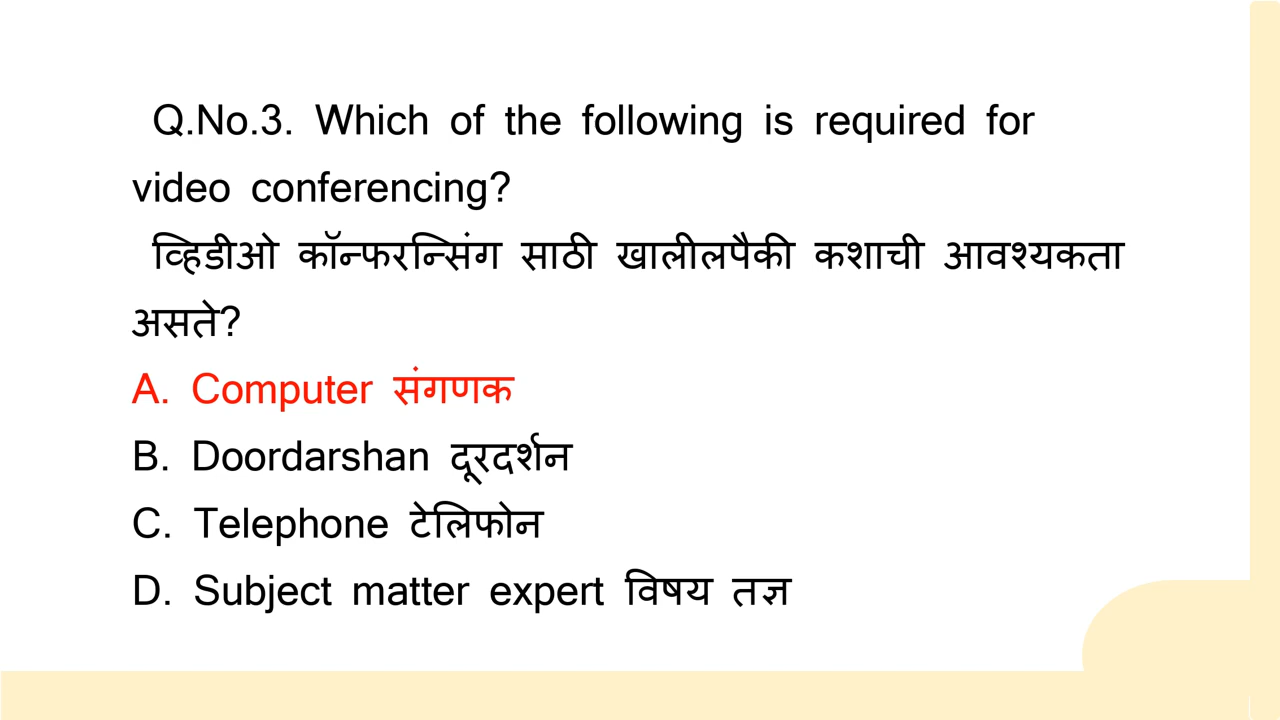 Q.No.3. Which of the following is required for
video conferencing?
व्हिडीओ कॉन्फरन्सिंग साठी खालीलपैकी कशाची आवश्यकता
असते?
A. Computer संगणक
B. Doordarshan दूरदर्शन
C. Telephone टेलिफोन
D. Subject matter expert विषय तज्ञ